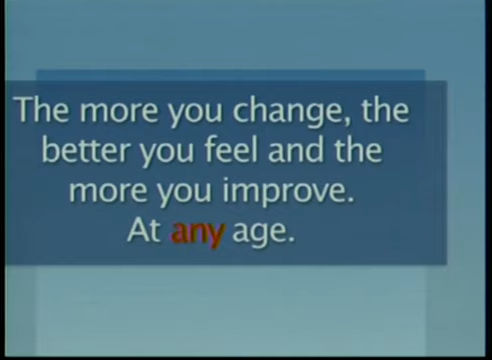 The more you change, the
better you feel and the
more you improve.
At any age.